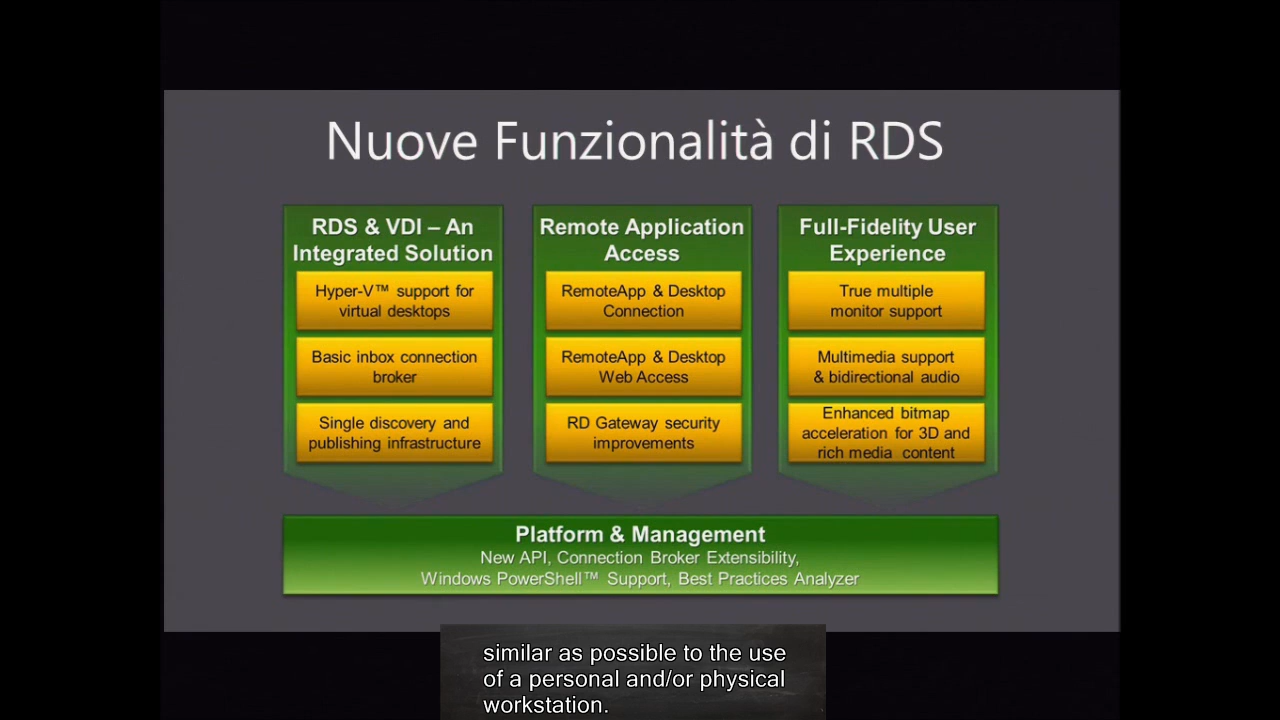 Nuove Funzionalità di RDS
RDS & VDI – An
Integrated Solution
Hyper-V™ support for
virtual desktops
Basic inbox connection
broker
Single discovery and
publishing infrastructure
Remote Application
Access
RemoteApp & Desktop
Connection
RemoteApp & Desktop
Web Access
RD Gateway security
improvements
Full-Fidelity User
Experience
True multiple
monitor support
Multimedia support
& bidirectional audio
Enhanced bitmap
acceleration for 3D and
rich media content
Platform & Management
New API, Connection Broker Extensibility,
Windows PowerShell™ Support, Best Practices Analyzer
similar as possible to the use
of a personal and/or physical
workstation.